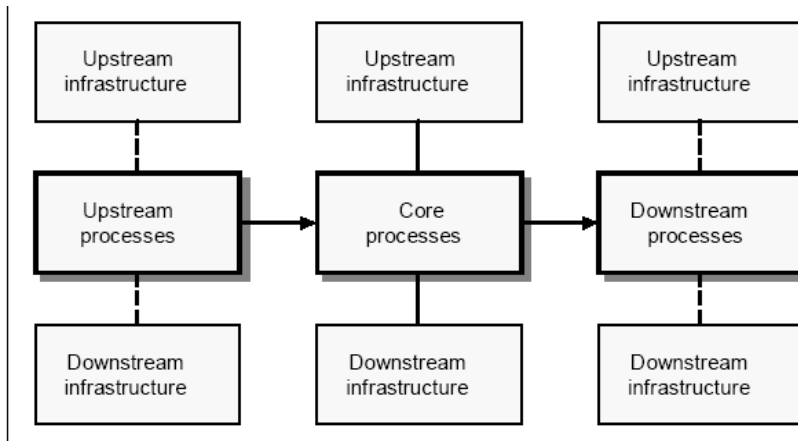 Upstream
infrastructure
Upstream
infrastructure
Upstream
infrastructure
Upstream
processes
Core
processes
Downstream
processes
Downstream
infrastructure
Downstream
infrastructure
Downstream
infrastructure